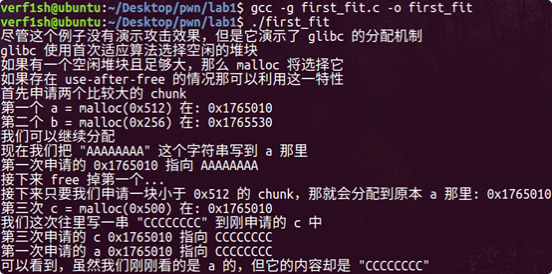 verf1sh@ubuntu:~/Desktop/pwn/lab1$ gcc -g first_fit.c -o first_fit
verf1sh@ubuntu:~/Desktop/pwn/lab1$ ./first_fit
尽管这个例子没有演示攻击效果，但是它演示了 glibc 的分配机制
glibc 使用首次适应算法选择空闲的堆块
如果有一个空闲堆块且足够大，那么 malloc 将选择它
如果存在 use-after-free 的情况那可以利用这一特性
首先申请两个比较大的 chunk
第一个 a = malloc(0x512) 在: 0x1765010
第二个 b = malloc(0x256) 在: 0x1765530
我们可以继续分配
现在我们把 "AAAAAAAA" 这个字符串写到 a 那里
第一次申请的 0x1765010 指向 AAAAAAAA
接下来 free 掉第一个...
接下来只要我们申请一块小于 0x512 的 chunk，那就会分配到原本 a 那里: 0x1765010
第三次 c = malloc(0x500) 在: 0x1765010
我们这次往里写一串 "CCCCCCCC" 到刚申请的 c 中
第三次申请的 c 0x1765010 指向 CCCCCCCC
第一次申请的 a 0x1765010 指向 CCCCCCCC
可以看到，虽然我们刚刚看的是 a 的，但它的内容却是 "CCCCCCCC"